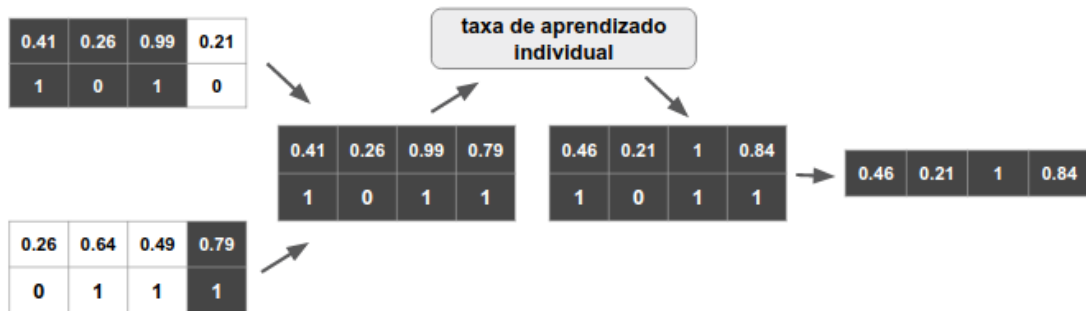 0.41 0.26 0.99 0.21
1 0 1 0
taxa de aprendizado
individual
0.41 0.26 0.99 0.79
1 0 1 1
0.46 0.21 1 0.84
1 0 1 1
0.46 0.21 1 0.84
0.26 0.64 0.49 0.79
0 1 1 1